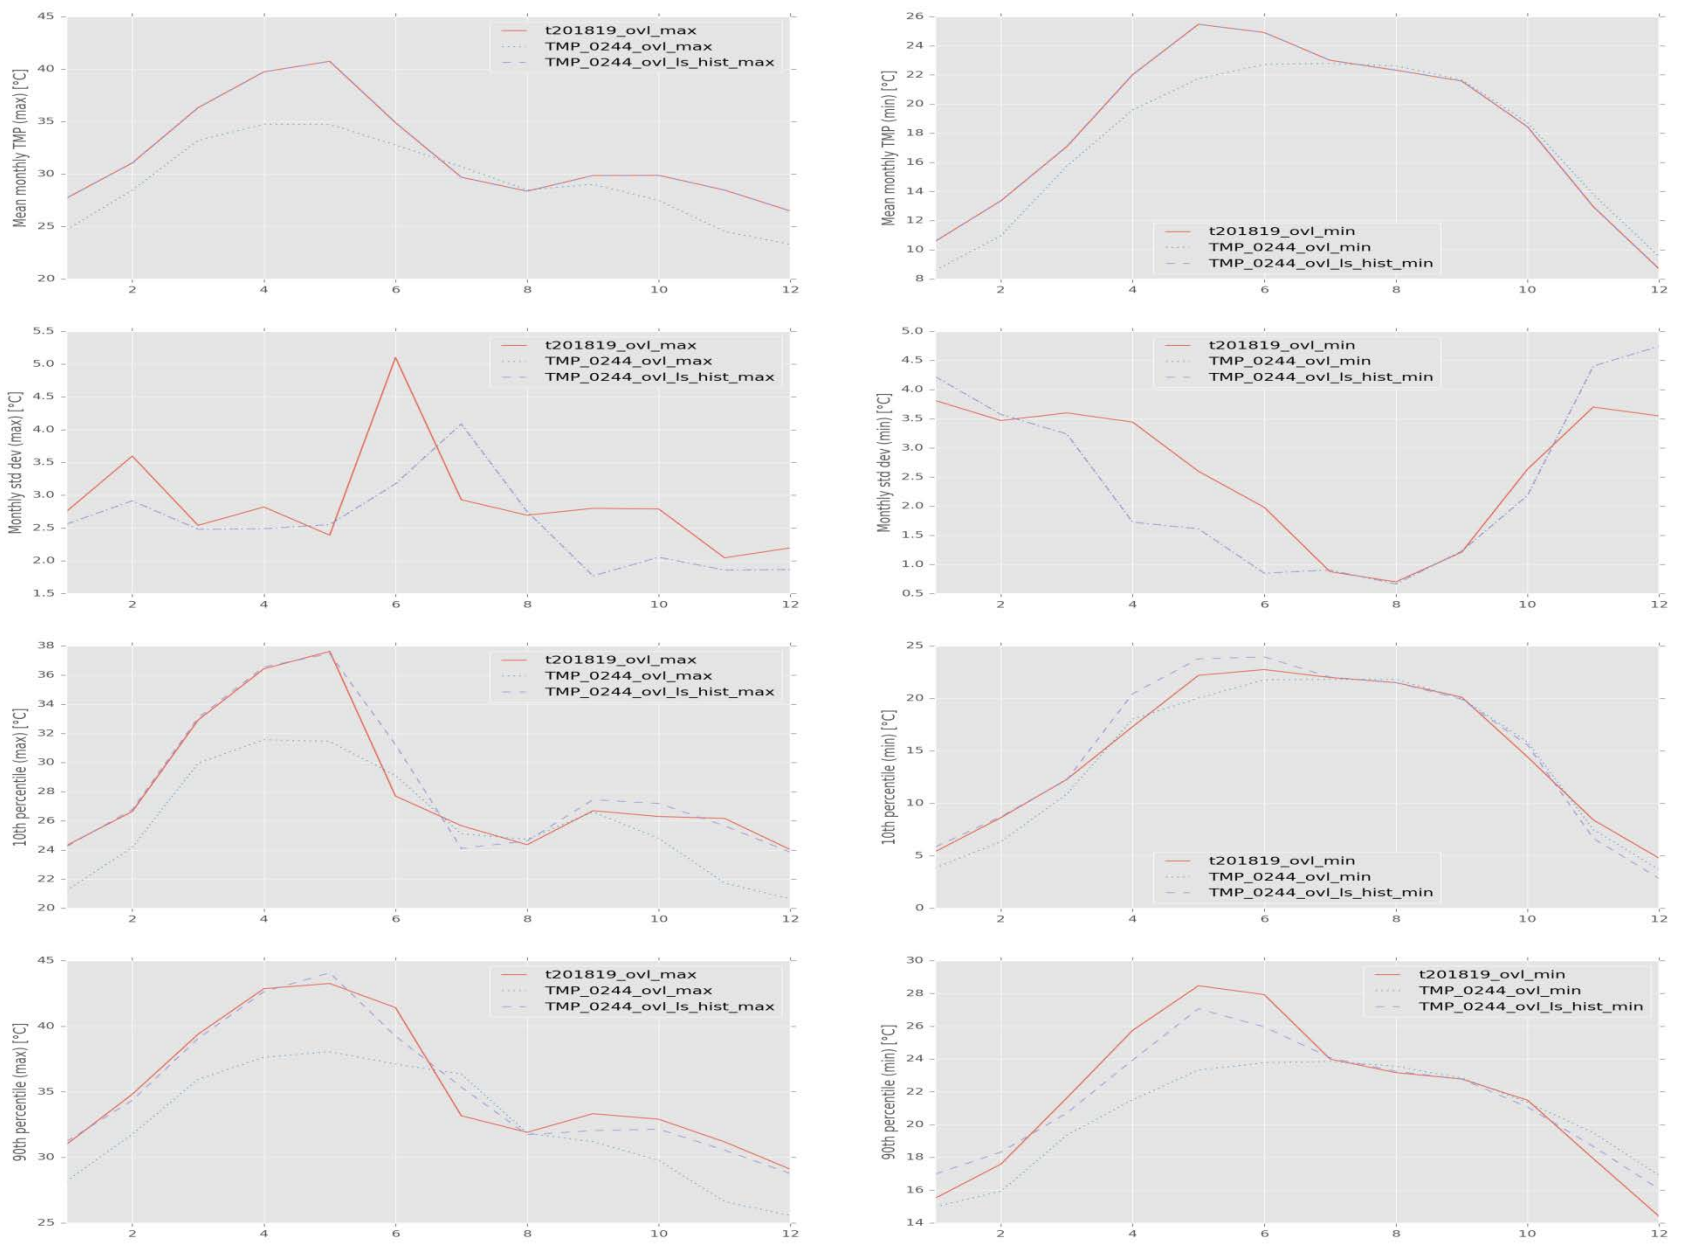 Mean monthly TMP (max) [°C]
45
40
35
30
25
20
2 4 6 8 10 12
t201819_ovl_max
TMP_0244_ovl_max
TMP_0244_ovl_ls_hist_max
Mean monthly TMP (min) [°C]
26
24
22
20
18
16
14
12
10
8
2 4 6 8 10 12
t201819_ovl_min
TMP_0244_ovl_min
TMP_0244_ovl_ls_hist_min
Monthly std dev (max) [°C]
5.5
5.0
4.5
4.0
3.5
3.0
2.5
2.0
1.5
2 4 6 8 10 12
t201819_ovl_max
TMP_0244_ovl_max
TMP_0244_ovl_ls_hist_max
Monthly std dev (min) [°C]
5.0
4.5
4.0
3.5
3.0
2.5
2.0
1.5
1.0
0.5
2 4 6 8 10 12
t201819_ovl_min
TMP_0244_ovl_min
TMP_0244_ovl_ls_hist_min
10th percentile (max) [°C]
38
36
34
32
30
28
26
24
22
20
2 4 6 8 10 12
t201819_ovl_max
TMP_0244_ovl_max
TMP_0244_ovl_ls_hist_max
10th percentile (min) [°C]
25
20
15
10
5
0
2 4 6 8 10 12
t201819_ovl_min
TMP_0244_ovl_min
TMP_0244_ovl_ls_hist_min
90th percentile (max) [°C]
45
40
35
30
25
2 4 6 8 10 12
t201819_ovl_max
TMP_0244_ovl_max
TMP_0244_ovl_ls_hist_max
90th percentile (min) [°C]
30
28
26
24
22
20
18
16
14
2 4 6 8 10 12
t201819_ovl_min
TMP_0244_ovl_min
TMP_0244_ovl_ls_hist_min